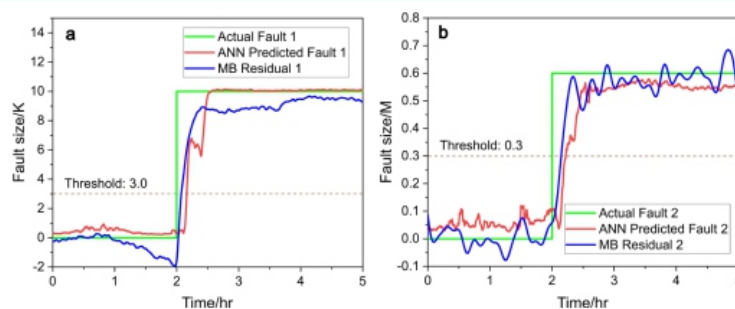 a
Actual Fault 1
ANN Predicted Fault 1
MB Residual 1
Threshold: 3.0
Fault size/K
14
12
10
8
6
4
2
0
-2
0 1 2 3 4 5
Time/hr
b
Threshold: 0.3
Actual Fault 2
ANN Predicted Fault 2
MB Residual 2
Fault size/M
0.7
0.6
0.5
0.4
0.3
0.2
0.1
0.0
-0.1
0 1 2 3 4
Time/hr